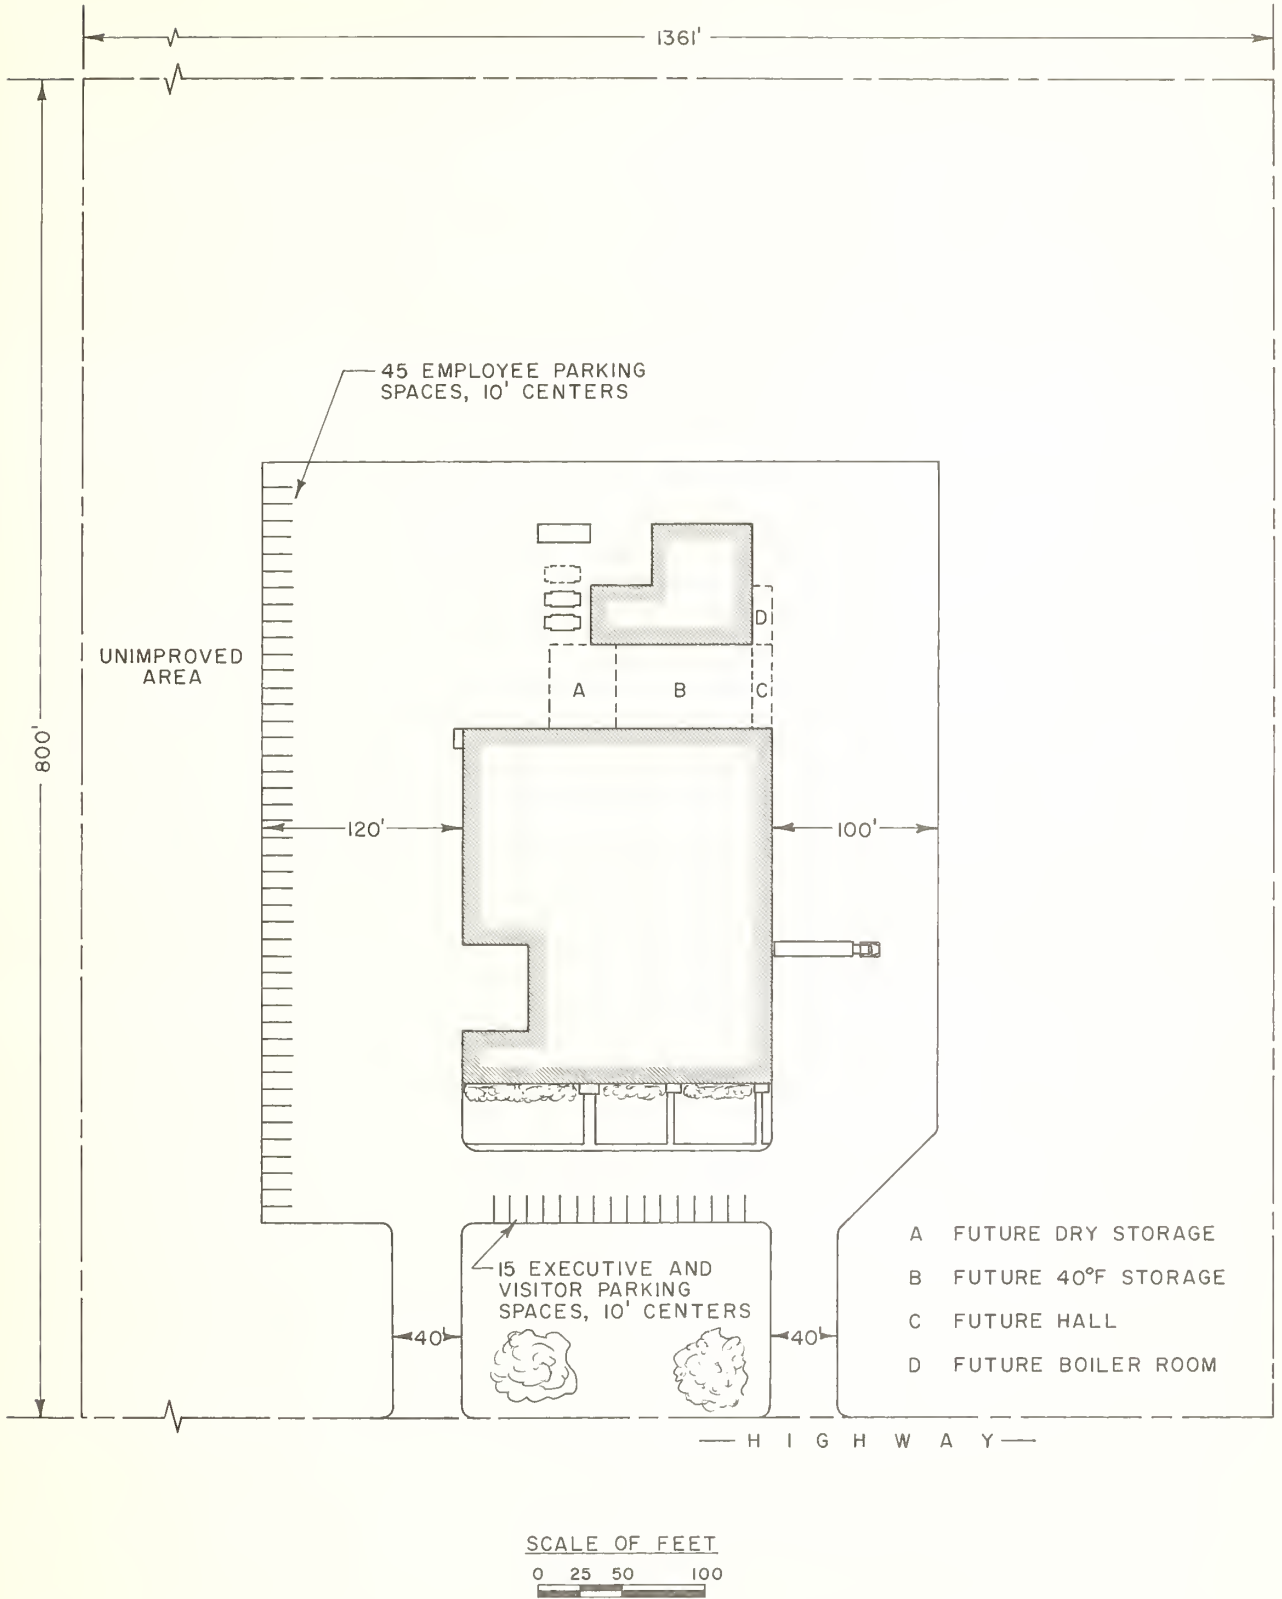 1361'
45 EMPLOYEE PARKING
SPACES, 10' CENTERS
D
UNIMPROVED
AREA
A
B
C
800'
120'
100'
A FUTURE DRY STORAGE
15 EXECUTIVE AND
VISITOR PARKING
SPACES, 10' CENTERS
B FUTURE 40°F STORAGE
C FUTURE HALL
40'
40'
D FUTURE BOILER ROOM
HIGHWAY
SCALE OF FEET
0 25 50 100